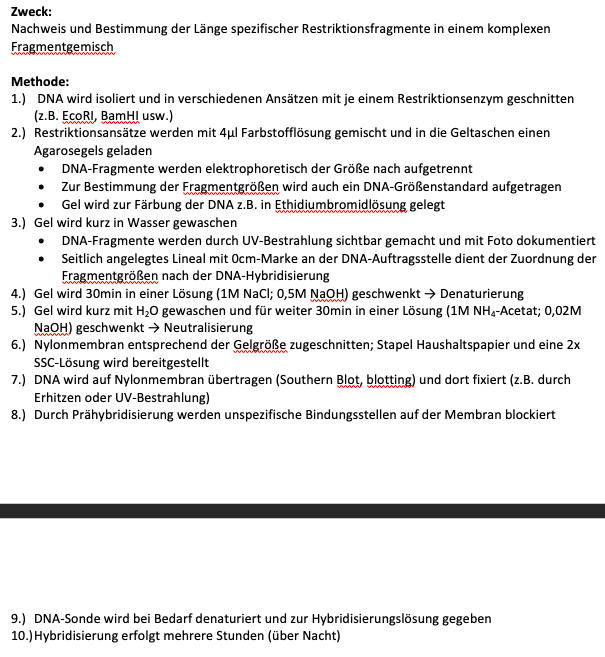 Zweck:
Nachweis und Bestimmung der Länge spezifischer Restriktionsfragmente in einem komplexen
Fragmentgemisch
Methode:
1.) DNA wird isoliert und in verschiedenen Ansätzen mit je einem Restriktionsenzym geschnitten
(z.B. EcoRI, BamHI usw.)
2.) Restriktionsansätze werden mit 4µl Farbstofflösung gemischt und in die Geltaschen einen
Agarosegels geladen
• DNA-Fragmente werden elektrophoretisch der Größe nach aufgetrennt
• Zur Bestimmung der Fragmentgrößen wird auch ein DNA-Größenstandard aufgetragen
• Gel wird zur Färbung der DNA z.B. in Ethidiumbromidlösung gelegt
3.) Gel wird kurz in Wasser gewaschen
• DNA-Fragmente werden durch UV-Bestrahlung sichtbar gemacht und mit Foto dokumentiert
• Seitlich angelegtes Lineal mit 0cm-Marke an der DNA-Auftragsstelle dient der Zuordnung der
Fragmentgrößen nach der DNA-Hybridisierung
4.) Gel wird 30min in einer Lösung (1M NaCl; 0,5M NaOH) geschwenkt → Denaturierung
5.) Gel wird kurz mit H₂O gewaschen und für weiter 30min in einer Lösung (1M NH₄-Acetat; 0,02M
NaOH) geschwenkt → Neutralisierung
6.) Nylonmembran entsprechend der Gelgröße zugeschnitten; Stapel Haushaltspapier und eine 2x
SSC-Lösung wird bereitgestellt
7.) DNA wird auf Nylonmembran übertragen (Southern Blot, blotting) und dort fixiert (z.B. durch
Erhitzen oder UV-Bestrahlung)
8.) Durch Prähybridisierung werden unspezifische Bindungsstellen auf der Membran blockiert
9.) DNA-Sonde wird bei Bedarf denaturiert und zur Hybridisierungslösung gegeben
10.)Hybridisierung erfolgt mehrere Stunden (über Nacht)